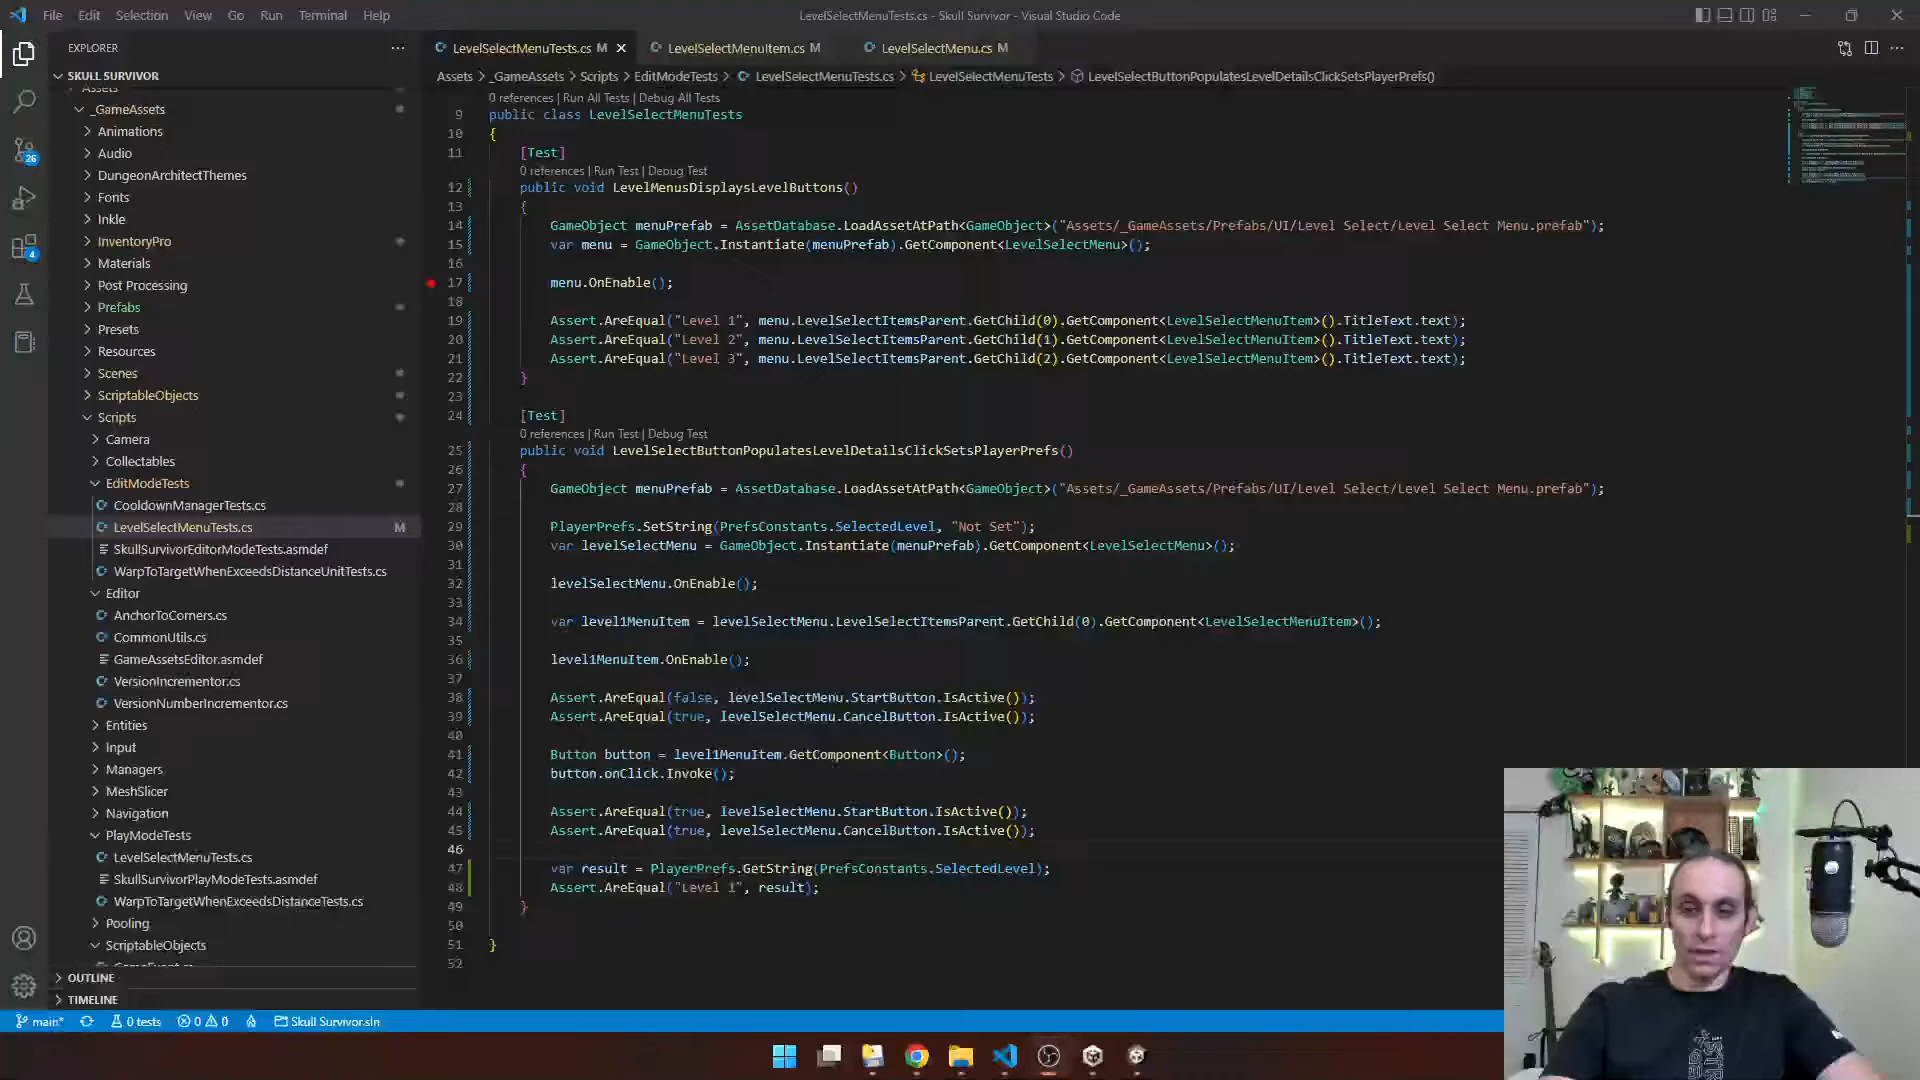 File Edit Selection View Go Run Terminal Help
LevelSelectMenuTests.cs - Skull Survivor - Visual Studio Code
EXPLORER
SKULL SURVIVOR
Assets
_GameAssets
Animations
Audio
DungeonArchitectThemes
Fonts
Inkle
InventoryPro
Materials
Post Processing
Prefabs
Presets
Resources
Scenes
ScriptableObjects
Scripts
Camera
Collectables
EditModeTests
CooldownManagerTests.cs
LevelSelectMenuTests.cs M
SkullSurvivorEditorModeTests.asmdef
WarpToTargetWhenExceedsDistanceUnitTests.cs
Editor
AnchorToCorners.cs
CommonUtils.cs
GameAssetsEditor.asmdef
VersionIncrementor.cs
VersionNumberIncrementor.cs
Entities
Input
Managers
MeshSlicer
Navigation
PlayModeTests
LevelSelectMenuTests.cs
SkullSurvivorPlayModeTests.asmdef
WarpToTargetWhenExceedsDistanceTests.cs
Pooling
ScriptableObjects
OUTLINE
TIMELINE
26
4
LevelSelectMenuTests.cs M LevelSelectMenuItem.cs M LevelSelectMenu.cs M
Assets > _GameAssets > Scripts > EditModeTests > LevelSelectMenuTests.cs > LevelSelectMenuTests > LevelSelectButtonPopulatesLevelDetailsClickSetsPlayerPrefs()
0 references | Run All Tests | Debug All Tests
9 public class LevelSelectMenuTests
10 {
11 [Test]
0 references | Run Test | Debug Test
12 public void LevelMenusDisplaysLevelButtons()
13 {
14 GameObject menuPrefab = AssetDatabase.LoadAssetAtPath<GameObject>("Assets/_GameAssets/Prefabs/UI/Level Select/Level Select Menu.prefab");
15 var menu = GameObject.Instantiate(menuPrefab).GetComponent<LevelSelectMenu>();
16
17 menu.OnEnable();
18
19 Assert.AreEqual("Level 1", menu.LevelSelectItemsParent.GetChild(0).GetComponent<LevelSelectMenuItem>().TitleText.text);
20 Assert.AreEqual("Level 2", menu.LevelSelectItemsParent.GetChild(1).GetComponent<LevelSelectMenuItem>().TitleText.text);
21 Assert.AreEqual("Level 3", menu.LevelSelectItemsParent.GetChild(2).GetComponent<LevelSelectMenuItem>().TitleText.text);
22 }
23
24 [Test]
0 references | Run Test | Debug Test
25 public void LevelSelectButtonPopulatesLevelDetailsClickSetsPlayerPrefs()
26 {
27 GameObject menuPrefab = AssetDatabase.LoadAssetAtPath<GameObject>("Assets/_GameAssets/Prefabs/UI/Level Select/Level Select Menu.prefab");
28
29 PlayerPrefs.SetString(PrefsConstants.SelectedLevel, "Not Set");
30 var levelSelectMenu = GameObject.Instantiate(menuPrefab).GetComponent<LevelSelectMenu>();
31
32 levelSelectMenu.OnEnable();
33
34 var level1MenuItem = levelSelectMenu.LevelSelectItemsParent.GetChild(0).GetComponent<LevelSelectMenuItem>();
35
36 level1MenuItem.OnEnable();
37
38 Assert.AreEqual(false, levelSelectMenu.StartButton.IsActive());
39 Assert.AreEqual(true, levelSelectMenu.CancelButton.IsActive());
40
41 Button button = level1MenuItem.GetComponent<Button>();
42 button.onClick.Invoke();
43
44 Assert.AreEqual(true, levelSelectMenu.StartButton.IsActive());
45 Assert.AreEqual(true, levelSelectMenu.CancelButton.IsActive());
46
47 var result = PlayerPrefs.GetString(PrefsConstants.SelectedLevel);
48 Assert.AreEqual("Level 1", result);
49 }
50
51 }
52
main* 0 tests 0 0 Skull Survivor.sln